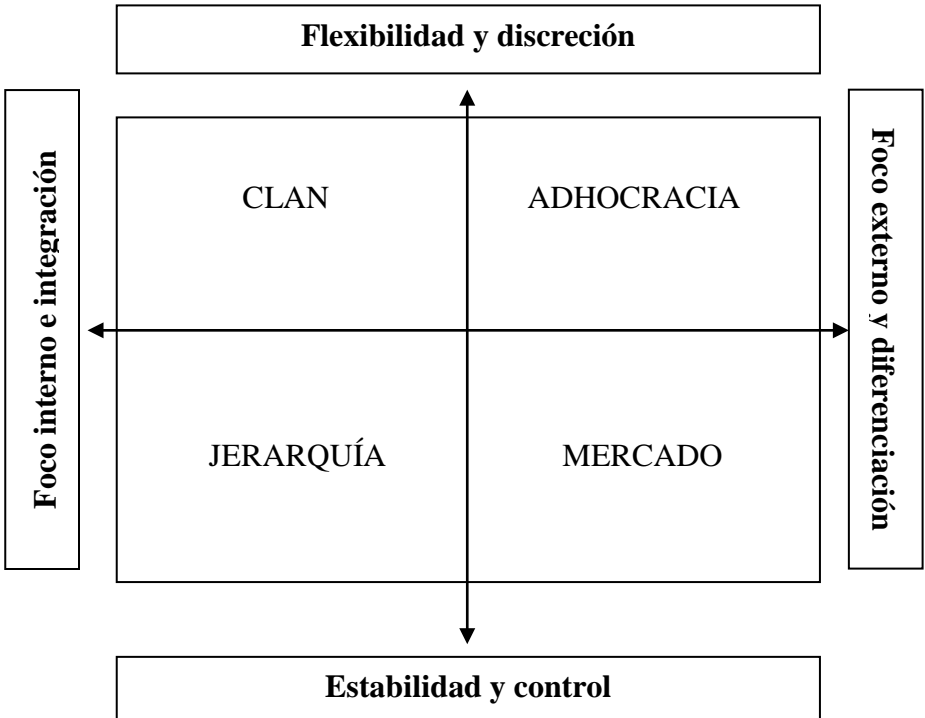 Flexibilidad y discreción
Foco interno e integración
CLAN
ADHOCRACIA
Foco externo y diferenciación
JERARQUÍA
MERCADO
Estabilidad y control